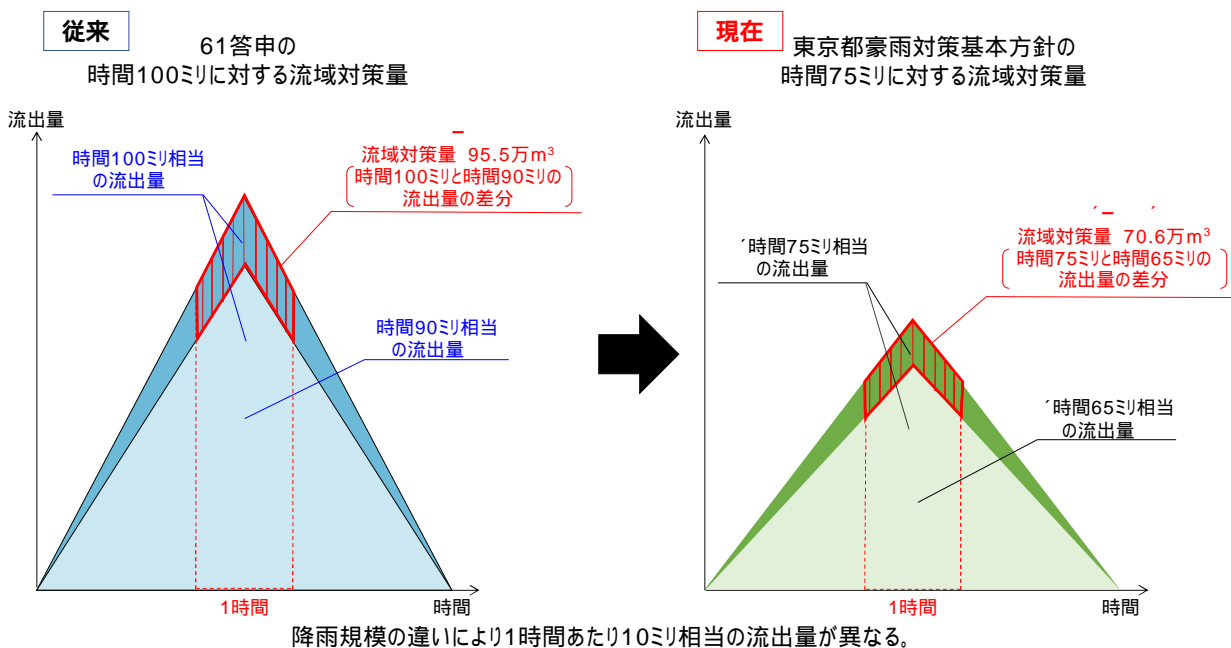 従来
61答申の
時間100ミリに対する流域対策量
流出量
時間100ミリ相当
の流出量
流域対策量 95.5万m³
時間100ミリと時間90ミリの
流出量の差分
時間90ミリ相当
の流出量
1時間
時間
現在
東京都豪雨対策基本方針の
時間75ミリに対する流域対策量
流出量
´時間75ミリ相当
の流出量
流域対策量 70.6万m³
時間75ミリと時間65ミリの
流出量の差分
´時間65ミリ相当
の流出量
1時間
時間
降雨規模の違いにより1時間あたり10ミリ相当の流出量が異なる。